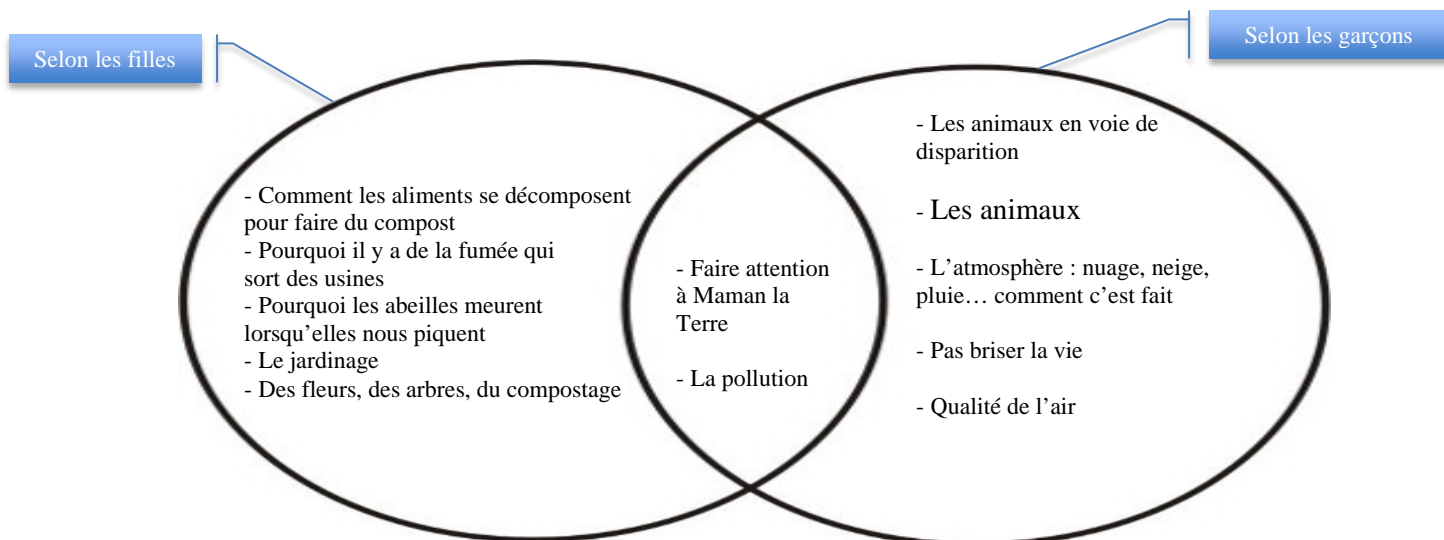 Selon les filles
Selon les garçons
- Comment les aliments se décomposent
pour faire du compost
- Pourquoi il y a de la fumée qui
sort des usines
- Pourquoi les abeilles meurent
lorsqu’elles nous piquent
- Le jardinage
- Des fleurs, des arbres, du compostage
- Faire attention
à Maman la
Terre
- La pollution
- Les animaux en voie de
disparition
- Les animaux
- L’atmosphère : nuage, neige,
pluie… comment c’est fait
- Pas briser la vie
- Qualité de l’air